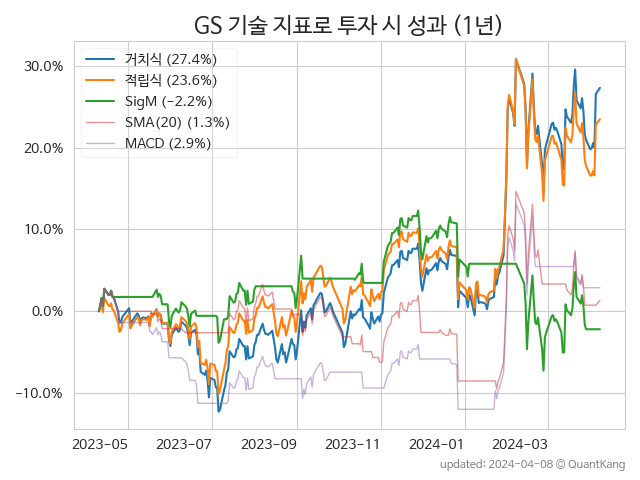 GS 기술 지표로 투자 시 성과 (1년)
거치식 (27.4%)
적립식 (23.6%)
SigM (−2.2%)
SMA(20) (1.3%)
MACD (2.9%)
30.0%
20.0%
10.0%
0.0%
−10.0%
2023-05 2023-07 2023-09 2023-11 2024-01 2024-03
updated: 2024-04-08 © QuantKang